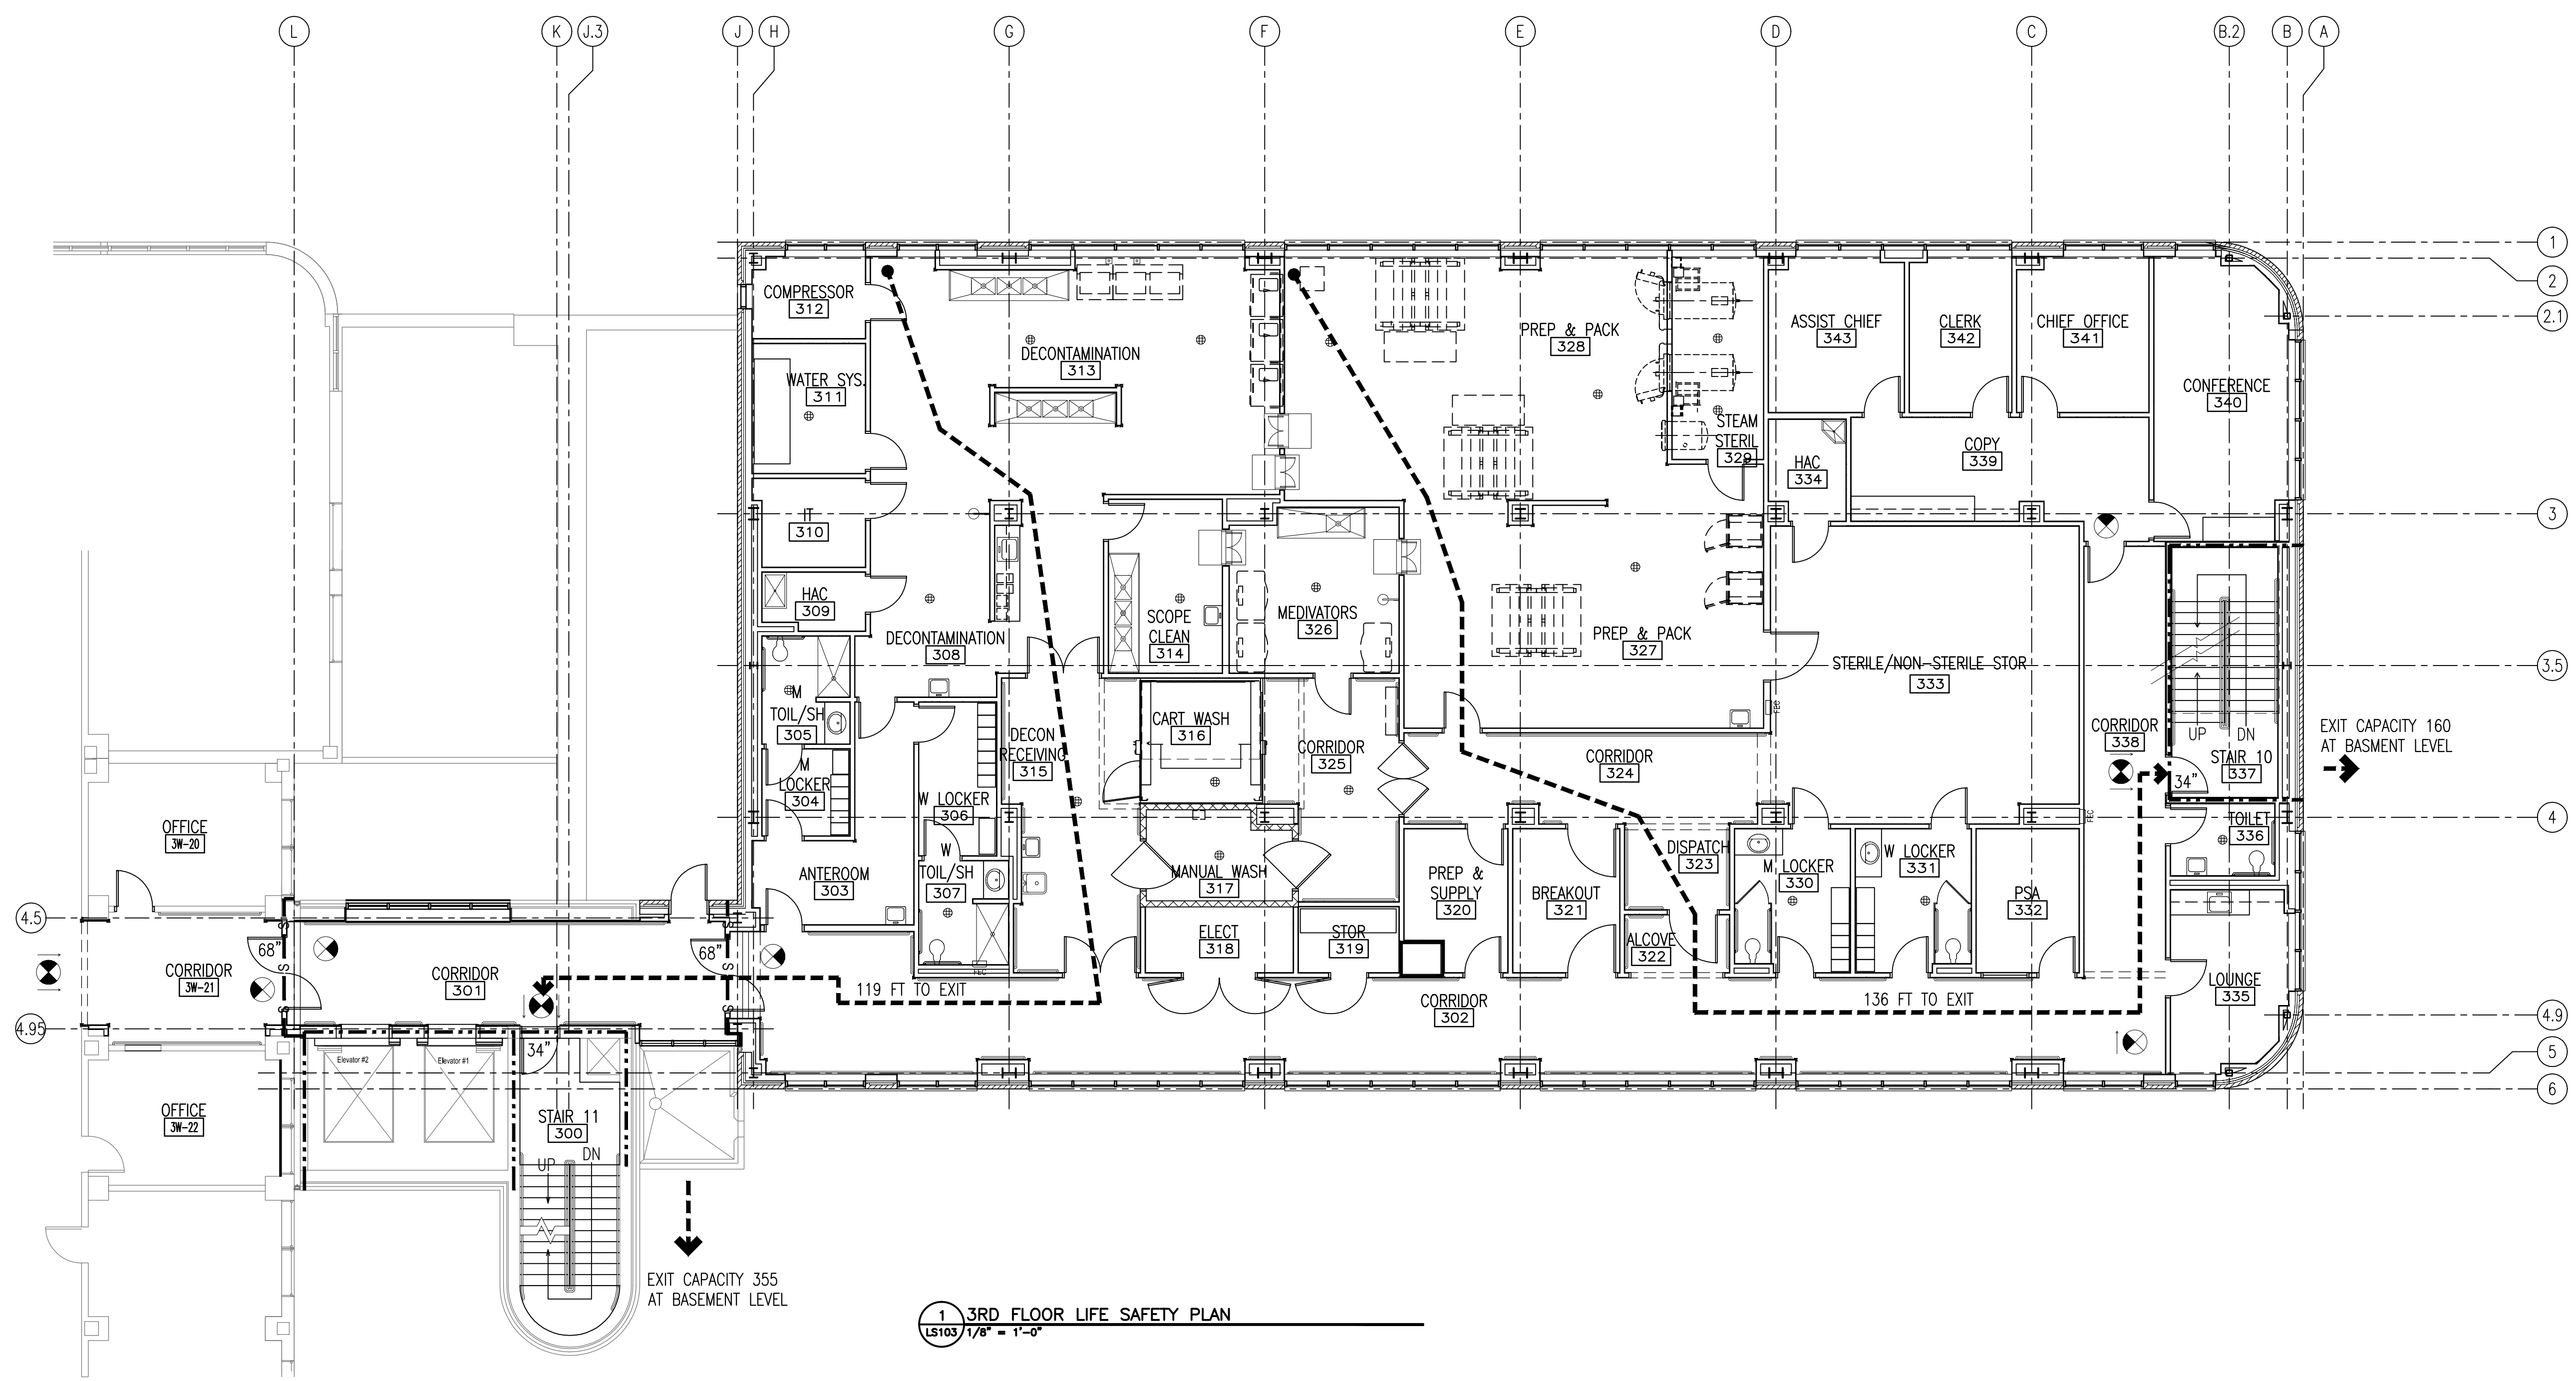 L
K
J.3
J
H
G
F
E
D
C
B.2
B
A
1
2
2.1
3
3.5
4
4.9
5
6
4.5
4.95
COMPRESSOR
312
WATER SYS.
311
IT
310
HAC
309
DECONTAMINATION
313
DECONTAMINATION
308
M
TOIL/SH
305
M
LOCKER
304
W LOCKER
306
W
TOIL/SH
307
ANTEROOM
303
DECON
RECEIVING
315
SCOPE
CLEAN
314
MEDIVATORS
326
CART WASH
316
CORRIDOR
325
MANUAL WASH
317
ELECT
318
STOR
319
PREP & PACK
328
STEAM
STERIL
329
PREP & PACK
327
CORRIDOR
324
PREP &
SUPPLY
320
BREAKOUT
321
DISPATCH
323
ALCOVE
322
M LOCKER
330
W LOCKER
331
PSA
332
ASSIST CHIEF
343
CLERK
342
CHIEF OFFICE
341
CONFERENCE
340
HAC
334
COPY
339
STERILE/NON-STERILE STOR
333
FEC
FEC
FEC
CORRIDOR
338
UP
DN
STAIR 10
337
34"
TOILET
336
LOUNGE
335
EXIT CAPACITY 160
AT BASMENT LEVEL
OFFICE
3W-20
CORRIDOR
3W-21
OFFICE
3W-22
68"
68"
S
S
S
S
S
S
CORRIDOR
301
119 FT TO EXIT
CORRIDOR
302
136 FT TO EXIT
Elevator #2
Elevator #1
34"
STAIR 11
300
UP
DN
EXIT CAPACITY 355
AT BASEMENT LEVEL
1
LS103
3RD FLOOR LIFE SAFETY PLAN
1/8" = 1'-0"